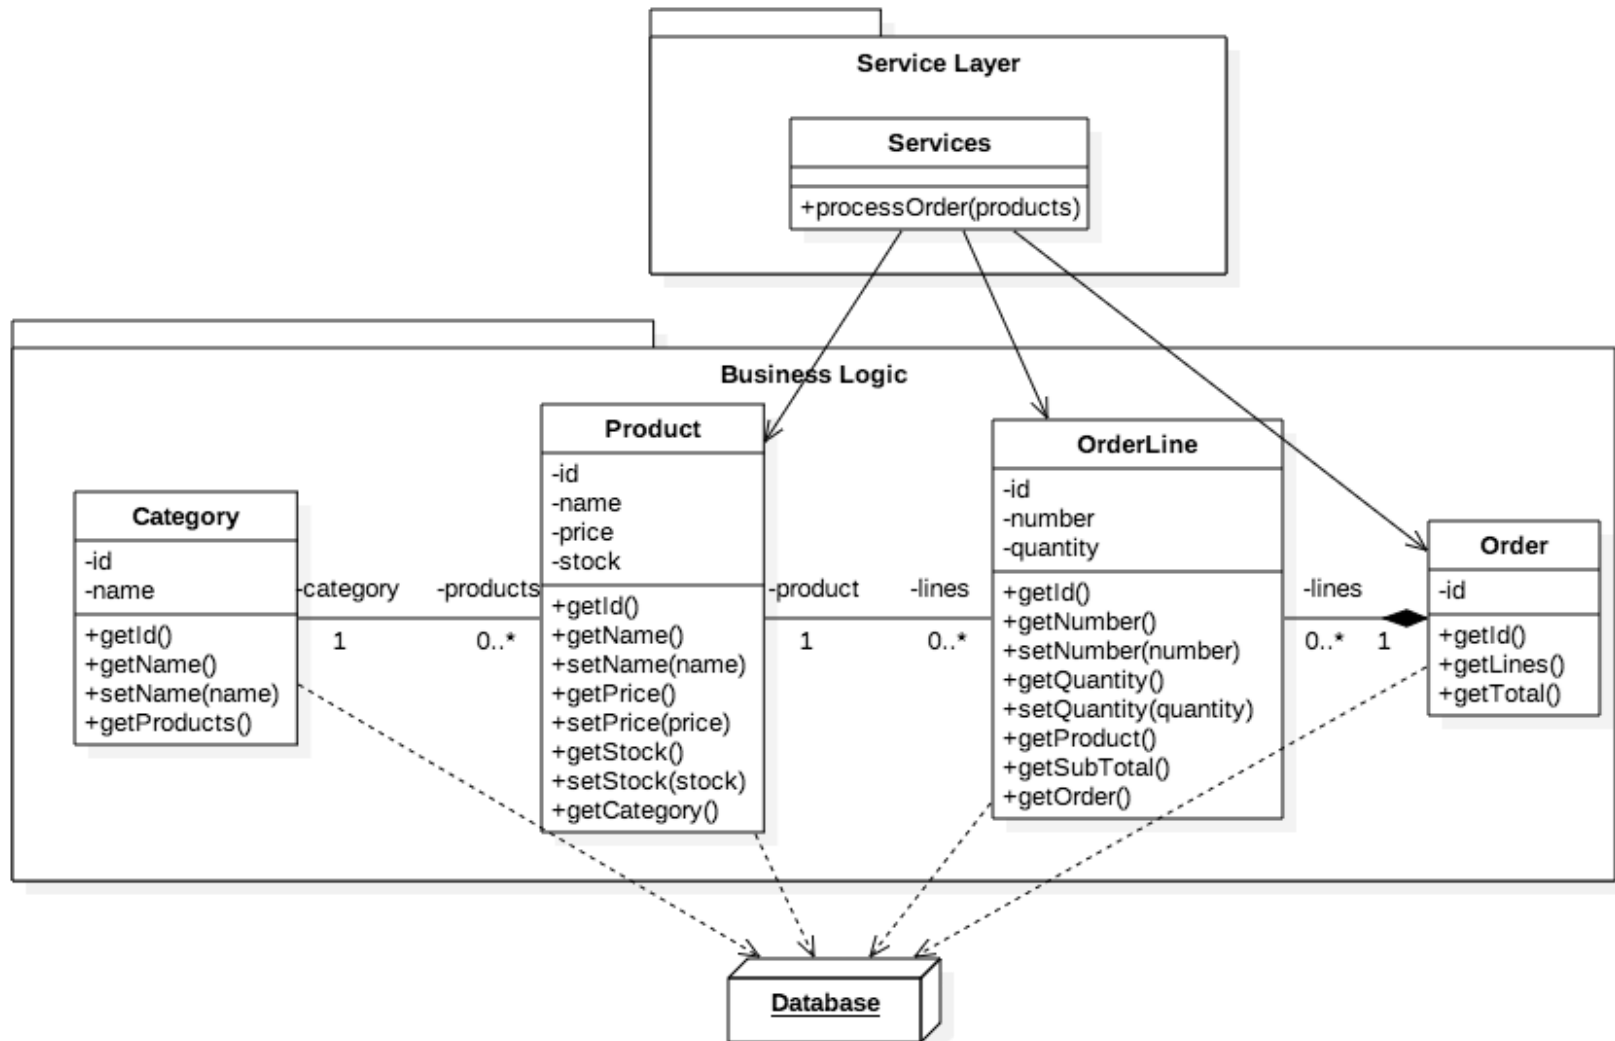 Service Layer
Services
+processOrder(products)
Business Logic
Category
-id
-name
+getId()
+getName()
+setName(name)
+getProducts()
-category
1
-products
0..*
Product
-id
-name
-price
-stock
+getId()
+getName()
+setName(name)
+getPrice()
+setPrice(price)
+getStock()
+setStock(stock)
+getCategory()
-product
1
-lines
0..*
OrderLine
-id
-number
-quantity
+getId()
+getNumber()
+setNumber(number)
+getQuantity()
+setQuantity(quantity)
+getProduct()
+getSubTotal()
+getOrder()
-lines
0..*
1
Order
-id
+getId()
+getLines()
+getTotal()
Database